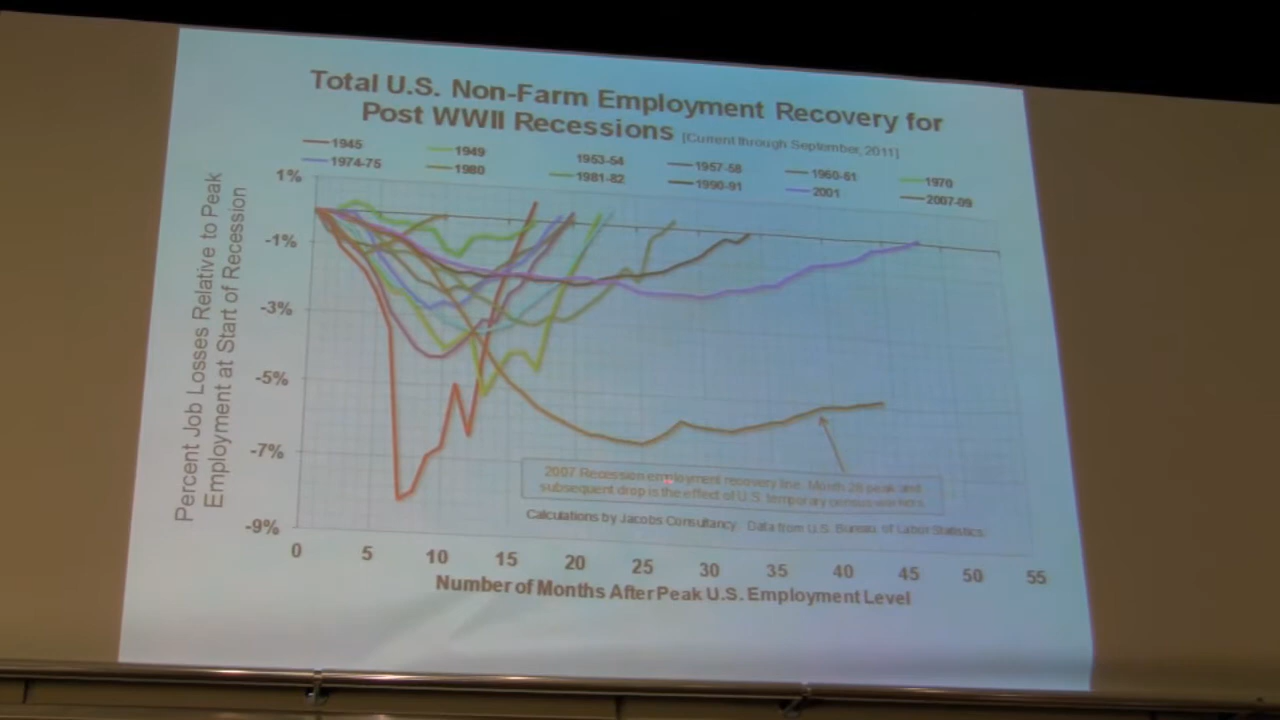 Total U.S. Non-Farm Employment Recovery for
Post WWII Recessions [Current through September, 2011]
1945 1949 1953-54 1957-58 1960-61 1970
1974-75 1980 1981-82 1990-91 2001 2007-09
Percent Job Losses Relative to Peak
Employment at Start of Recession
1%
-1%
-3%
-5%
-7%
-9%
2007 Recession employment recovery line. Month 28 peak and
subsequent drop is the effect of U.S. temporary census workers
Calculations by Jacobs Consultancy. Data from U.S. Bureau of Labor Statistics
0 5 10 15 20 25 30 35 40 45 50 55
Number of Months After Peak U.S. Employment Level